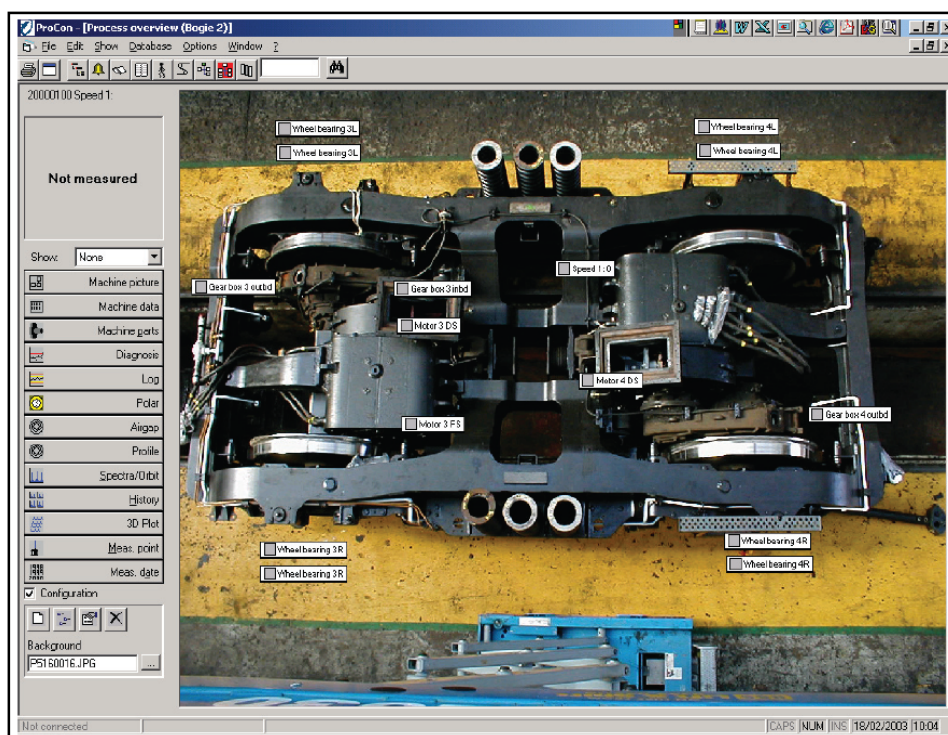 ProCon - [Process overview (Bogie 2)]
File Edit Show Database Options Window ?
20000100 Speed 1:
Not measured
Show: None
Machine picture
Machine data
Machine parts
Diagnosis
Log
Polar
Airgap
Profile
Spectra/Orbit
History
3D Plot
Meas. point
Meas. date
Configuration
Background
P5160016.JPG
...
Wheel bearing 3L
Wheel bearing 4L
Wheel bearing 3L
Wheel bearing 4L
Speed 1: 0
Gear box 3 outbd
Gear box 3 inbd
Motor 3 DS
Motor 4 DS
Gear box 4 outbd
Motor 3 FS
Wheel bearing 4R
Wheel bearing 3R
Wheel bearing 4R
Wheel bearing 3R
Not connected
CAPS NUM INS 18/02/2003 10:04